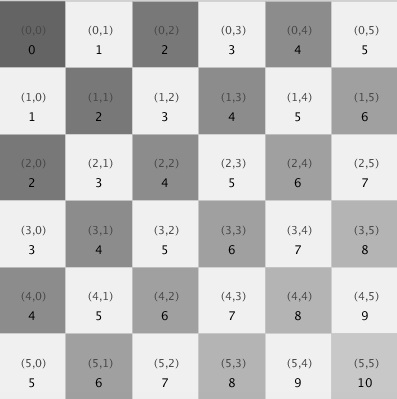 (0,0) (0,1) (0,2) (0,3) (0,4) (0,5)
0 1 2 3 4 5
(1,0) (1,1) (1,2) (1,3) (1,4) (1,5)
1 2 3 4 5 6
(2,0) (2,1) (2,2) (2,3) (2,4) (2,5)
2 3 4 5 6 7
(3,0) (3,1) (3,2) (3,3) (3,4) (3,5)
3 4 5 6 7 8
(4,0) (4,1) (4,2) (4,3) (4,4) (4,5)
4 5 6 7 8 9
(5,0) (5,1) (5,2) (5,3) (5,4) (5,5)
5 6 7 8 9 10